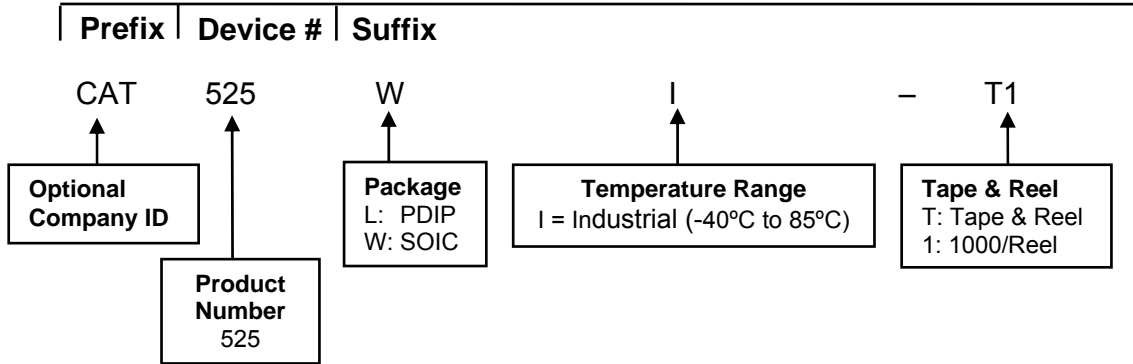 Prefix Device # Suffix
CAT 525 W I – T1
Optional
Company ID
Product
Number
525
Package
L: PDIP
W: SOIC
Temperature Range
I = Industrial (-40ºC to 85ºC)
Tape & Reel
T: Tape & Reel
1: 1000/Reel